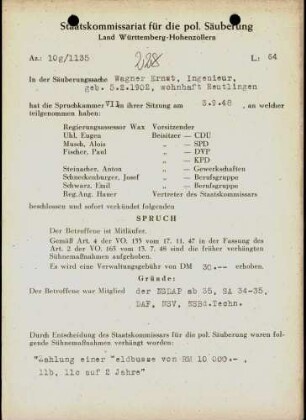 Staatskommissariat für die pol. Säuberung
Land Württemberg-Hohenzollern
Az.: 10g/1135
238
L: 64
In der Säuberungssache Wagner Ernst, Ingenieur,
geb. 5.2.1902, wohnhaft Reutlingen
hat die Spruchkammer VII in ihrer Sitzung am 3.9.48, an welcher
teilgenommen haben:
Regierungsassessor Wax Vorsitzender
Uhl, Eugen Beisitzer — CDU
Musch, Alois „ — SPD
Fischer, Paul „ — DVP
„ — KPD
Steinacher, Anton „ — Gewerkschaften
Schneckenburger, Josef „ — Berufsgruppe
Schwarz, Emil „ — Berufsgruppe
Reg.Ang. Hauer Vertreter des Staatskommissars
beschlossen und sofort verkündet folgenden
SPRUCH
Der Betroffene ist Mitläufer.
Gemäß Art. 4 der VO. 133 vom 17. 11. 47 in der Fassung des
Art. 2 der VO. 165 vom 13. 7. 48 sind die früher verhängten
Sühnemaßnahmen aufgehoben.
Es wird eine Verwaltungsgebühr von DM 30.-- erhoben.
Gründe:
Der Betroffene war Mitglied der NSDAP ab 35, SA 34-35,
DAF, NSV, NSBd.Techn.
Durch Entscheidung des Staatskommissars für die pol. Säuberung waren fol-
gende Sühnemaßnahmen verhängt worden:
"Zahlung einer Geldbusse von RM 10 000.-- ,
11b, 11c auf 2 Jahre"